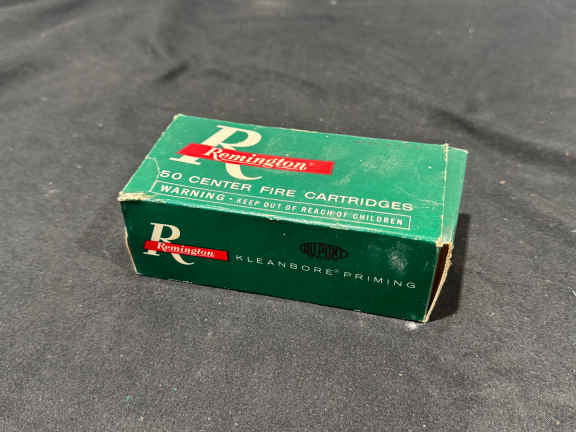 R
Remington®
50 CENTER FIRE CARTRIDGES
WARNING · KEEP OUT OF REACH OF CHILDREN
R
Remington
DU PONT
KLEANBORE® PRIMING